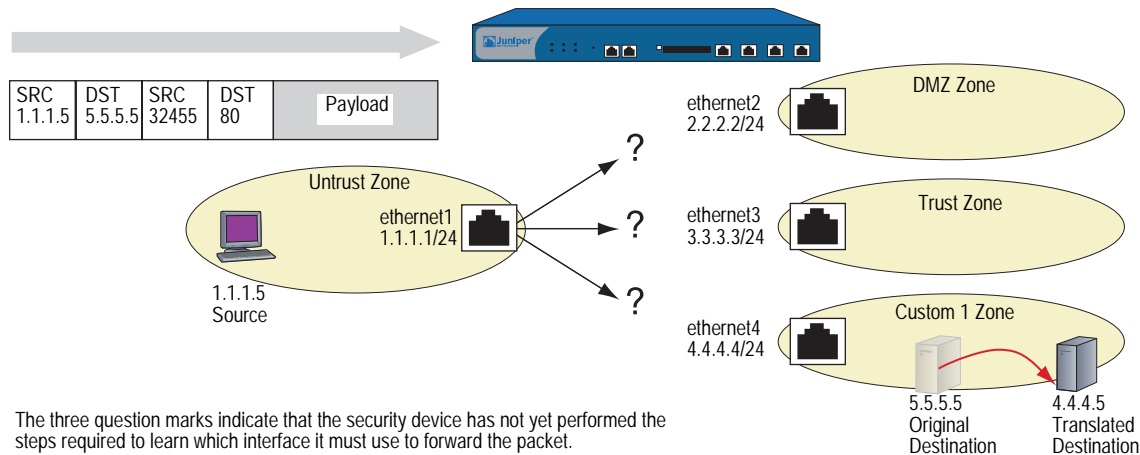 Juniper
SRC DST SRC DST Payload
1.1.1.5 5.5.5.5 32455 80
DMZ Zone
ethernet2
2.2.2.2/24
?
Untrust Zone
ethernet1
1.1.1.1/24
?
Trust Zone
ethernet3
3.3.3.3/24
1.1.1.5
Source
?
Custom 1 Zone
ethernet4
4.4.4.4/24
5.5.5.5
Original
Destination
4.4.4.5
Translated
Destination
The three question marks indicate that the security device has not yet performed the
steps required to learn which interface it must use to forward the packet.